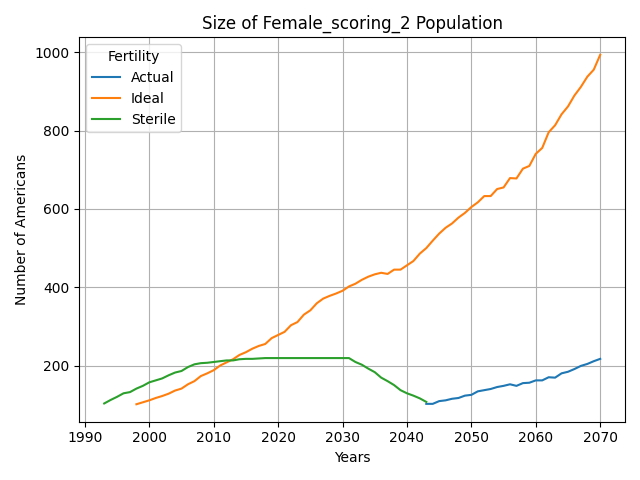 Size of Female_scoring_2 Population
Fertility
Actual
Ideal
Sterile
Number of Americans
1000
800
600
400
200
1990 2000 2010 2020 2030 2040 2050 2060 2070
Years